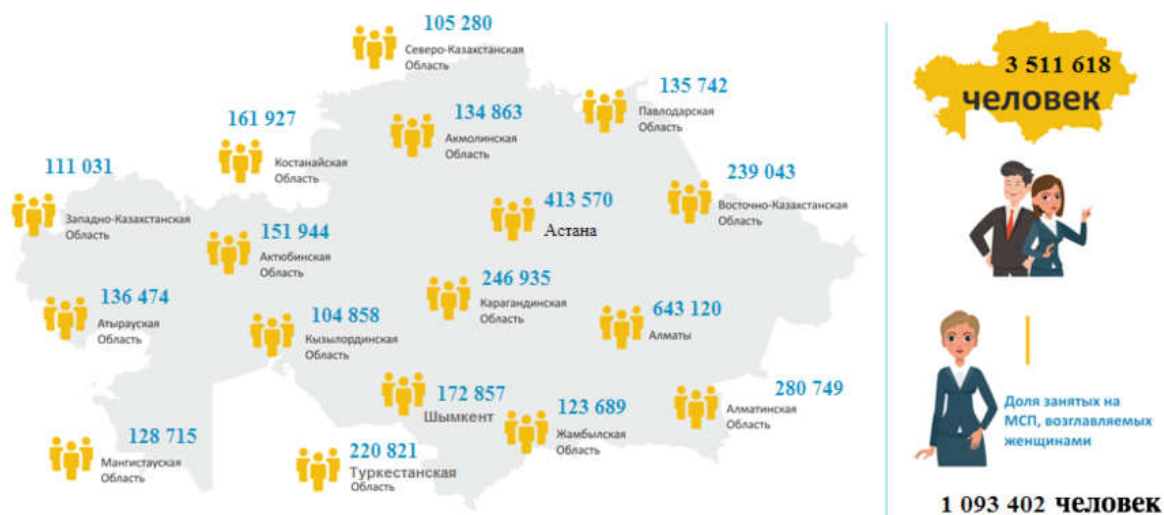 105 280
Северо-Казахстанская
Область
135 742
Павлодарская
Область
134 863
Акмолинская
Область
161 927
Костанайская
Область
111 031
Западно-Казахстанская
Область
239 043
Восточно-Казахстанская
Область
413 570
Астана
151 944
Актюбинская
Область
246 935
Карагандинская
Область
136 474
Атырауская
Область
104 858
Кызылординская
Область
643 120
Алматы
172 857
Шымкент
123 689
Жамбылская
Область
280 749
Алматинская
Область
128 715
Мангистауская
Область
220 821
Туркестанская
Область
3 511 618
человек
Доля занятых на
МСП, возглавляемых
женщинами
1 093 402 человек